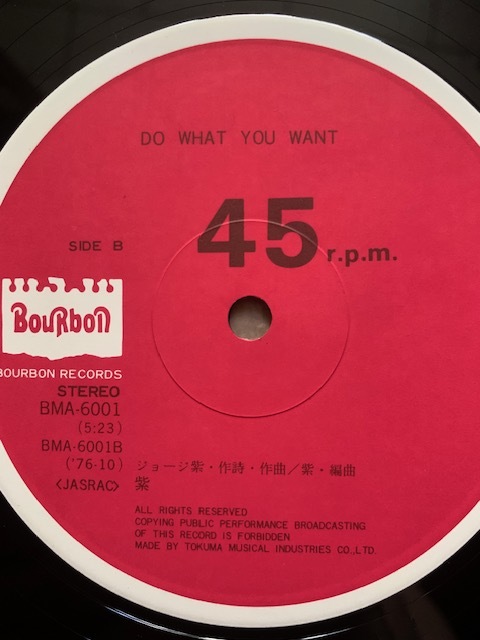 DO WHAT YOU WANT
SIDE B
45 r.p.m.
BouRbon
BOURBON RECORDS
STEREO
BMA-6001
(5:23)
BMA-6001B
('76·10)
ジョージ紫・作詩・作曲/紫・編曲
<JASRAC> 紫
ALL RIGHTS RESERVED
COPYING PUBLIC PERFORMANCE BROADCASTING
OF THIS RECORD IS FORBIDDEN
MADE BY TOKUMA MUSICAL INDUSTRIES CO.,LTD.